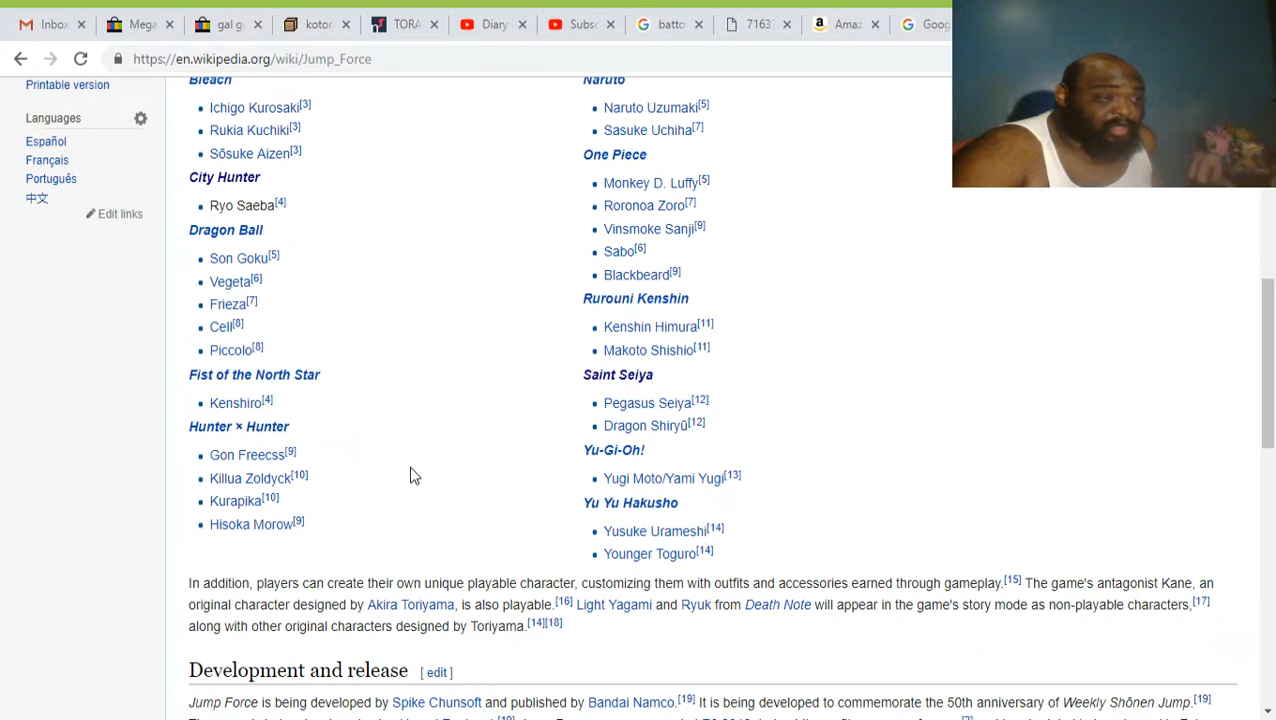 Inbox
Mega
gal g
kotor
TORA
Diary
Subsc
batto
7163
Amaz
Goog
https://en.wikipedia.org/wiki/Jump_Force
Printable version
Languages
Español
Français
Português
中文
Edit links
Bleach
Ichigo Kurosaki[3]
Rukia Kuchiki[3]
Sōsuke Aizen[3]
City Hunter
Ryo Saeba[4]
Dragon Ball
Son Goku[5]
Vegeta[6]
Frieza[7]
Cell[8]
Piccolo[8]
Fist of the North Star
Kenshiro[4]
Hunter × Hunter
Gon Freecss[9]
Killua Zoldyck[10]
Kurapika[10]
Hisoka Morow[9]
Naruto
Naruto Uzumaki[5]
Sasuke Uchiha[7]
One Piece
Monkey D. Luffy[5]
Roronoa Zoro[7]
Vinsmoke Sanji[9]
Sabo[6]
Blackbeard[9]
Rurouni Kenshin
Kenshin Himura[11]
Makoto Shishio[11]
Saint Seiya
Pegasus Seiya[12]
Dragon Shiryū[12]
Yu-Gi-Oh!
Yugi Moto/Yami Yugi[13]
Yu Yu Hakusho
Yusuke Urameshi[14]
Younger Toguro[14]
In addition, players can create their own unique playable character, customizing them with outfits and accessories earned through gameplay.[15] The game's antagonist Kane, an
original character designed by Akira Toriyama, is also playable.[16] Light Yagami and Ryuk from Death Note will appear in the game's story mode as non-playable characters,[17]
along with other original characters designed by Toriyama.[14][18]
Development and release [ edit ]
Jump Force is being developed by Spike Chunsoft and published by Bandai Namco.[19] It is being developed to commemorate the 50th anniversary of Weekly Shōnen Jump.[19]